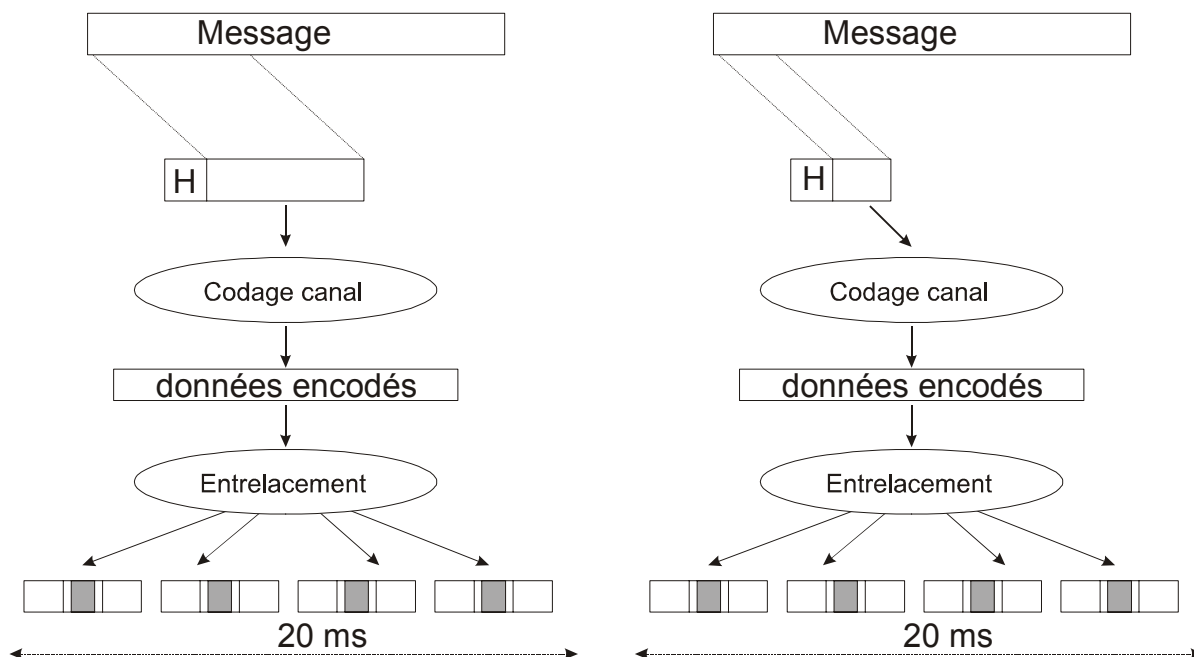 Message
H
Codage canal
données encodés
Entrelacement
20 ms
Message
H
Codage canal
données encodés
Entrelacement
20 ms